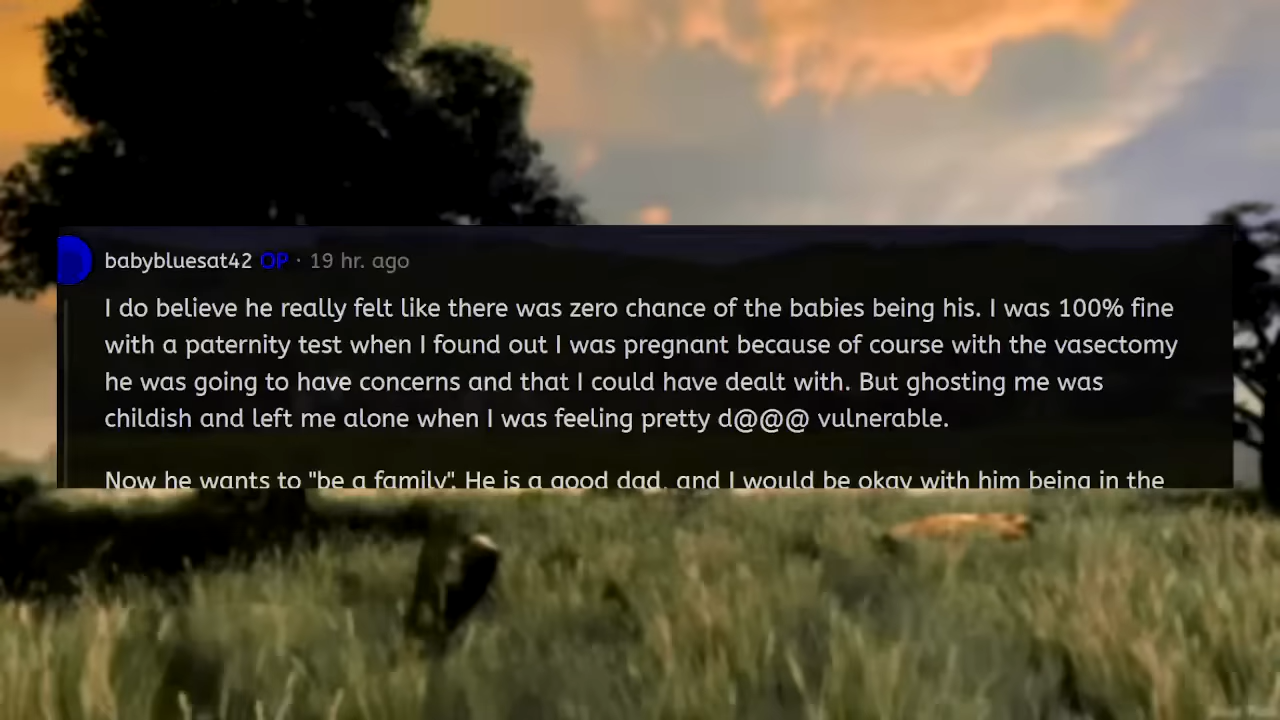 babybluesat42 OP · 19 hr. ago
I do believe he really felt like there was zero chance of the babies being his. I was 100% fine
with a paternity test when I found out I was pregnant because of course with the vasectomy
he was going to have concerns and that I could have dealt with. But ghosting me was
childish and left me alone when I was feeling pretty d@@@ vulnerable.
Now he wants to "be a family". He is a good dad, and I would be okay with him being in the